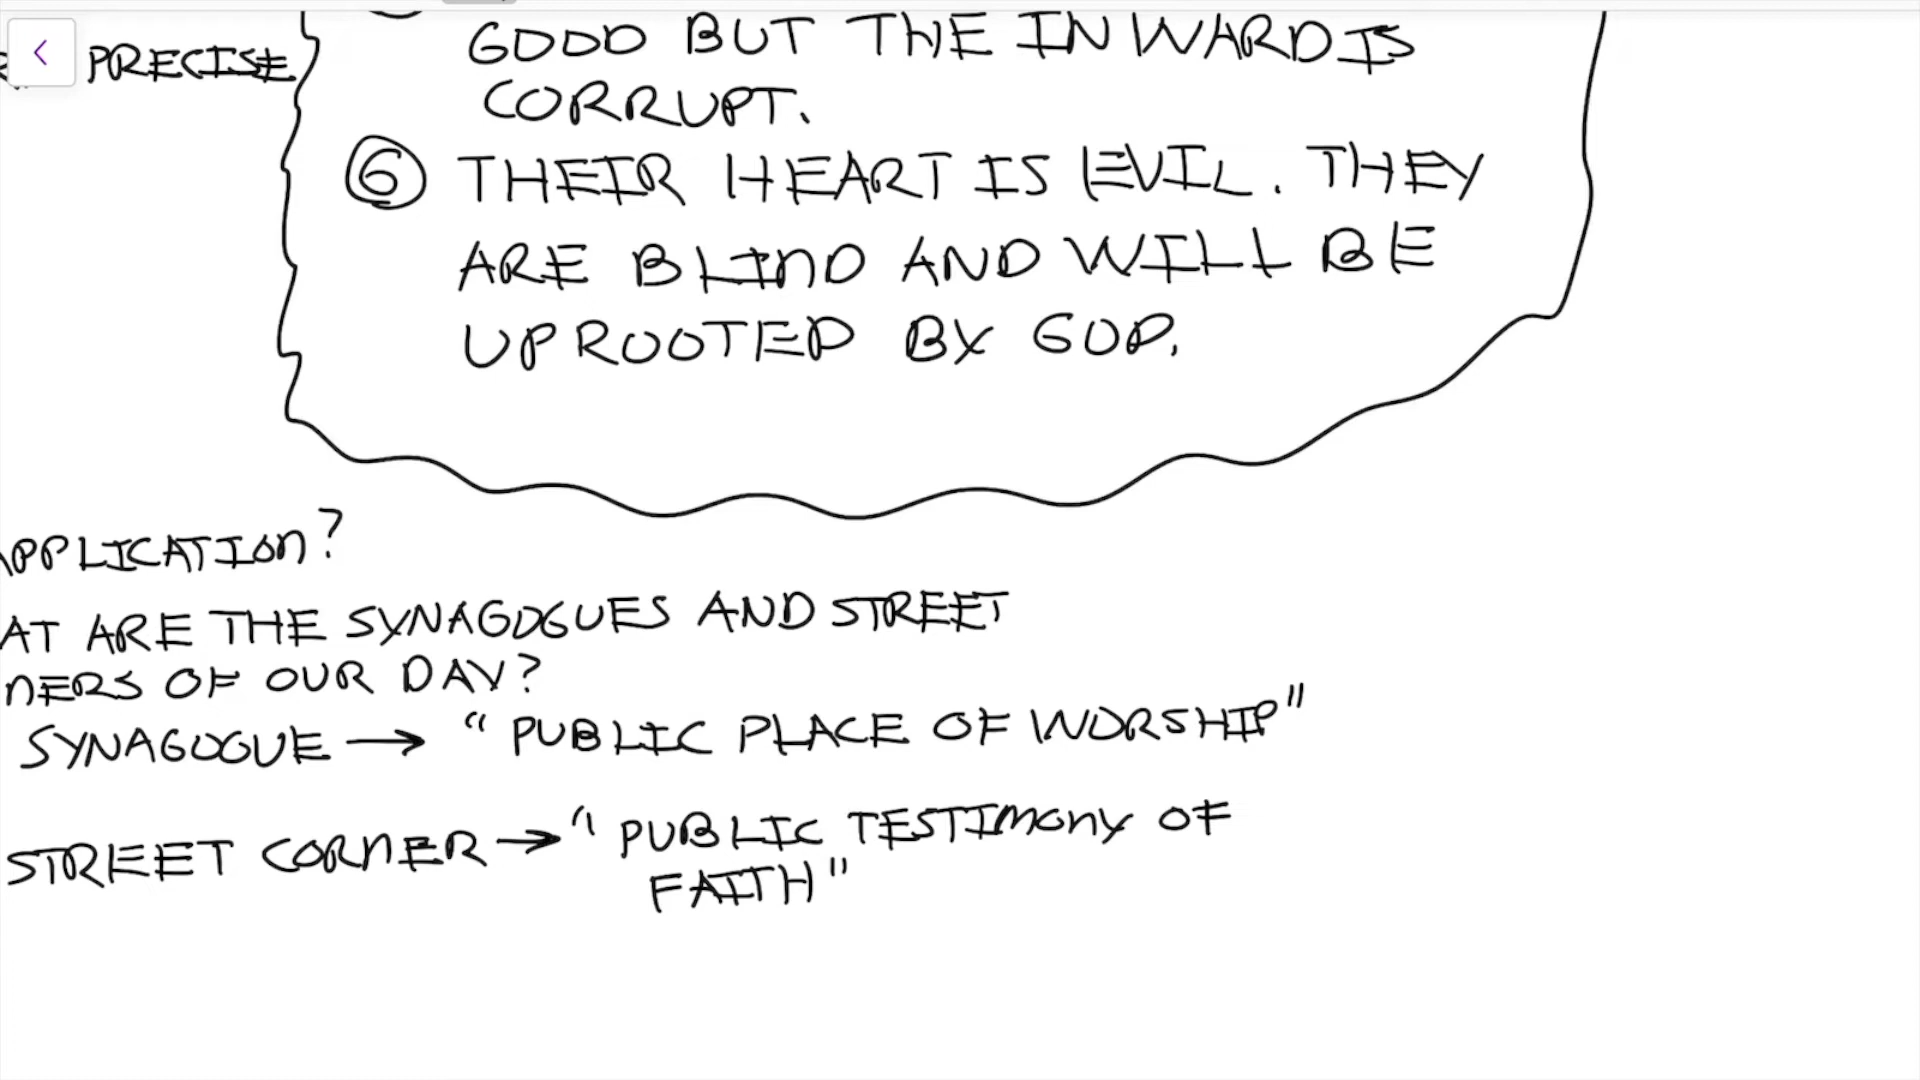 GOOD BUT THE INWARD IS
PRECISE
CORRUPT.
6 THEIR HEART IS EVIL. THEY
ARE BLIND AND WILL BE
UPROOTED BY GOD.
APPLICATION?
AT ARE THE SYNAGOGUES AND STREET
NERS OF OUR DAY?
SYNAGOGUE → "PUBLIC PLACE OF WORSHIP"
STREET CORNER → "PUBLIC TESTIMONY OF
FAITH"